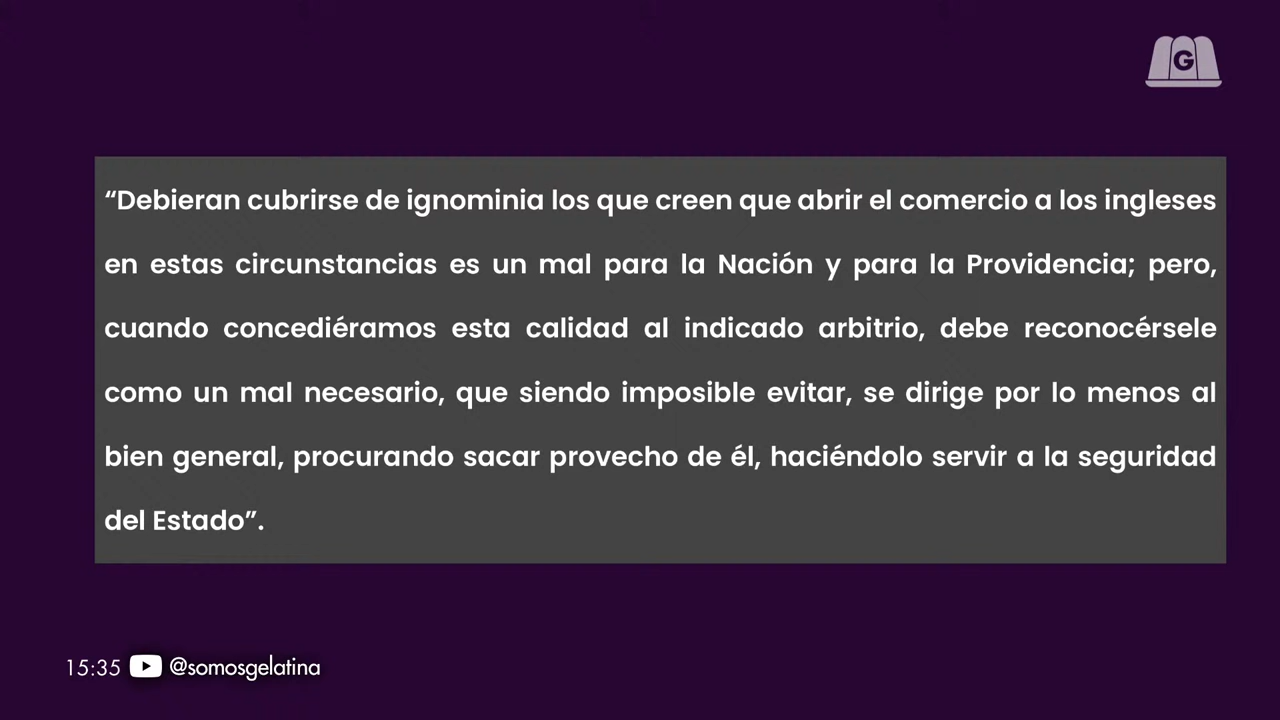 G
“Debieran cubrirse de ignominia los que creen que abrir el comercio a los ingleses
en estas circunstancias es un mal para la Nación y para la Providencia; pero,
cuando concediéramos esta calidad al indicado arbitrio, debe reconocérsele
como un mal necesario, que siendo imposible evitar, se dirige por lo menos al
bien general, procurando sacar provecho de él, haciéndolo servir a la seguridad
del Estado”.
15:35 @somosgelatina